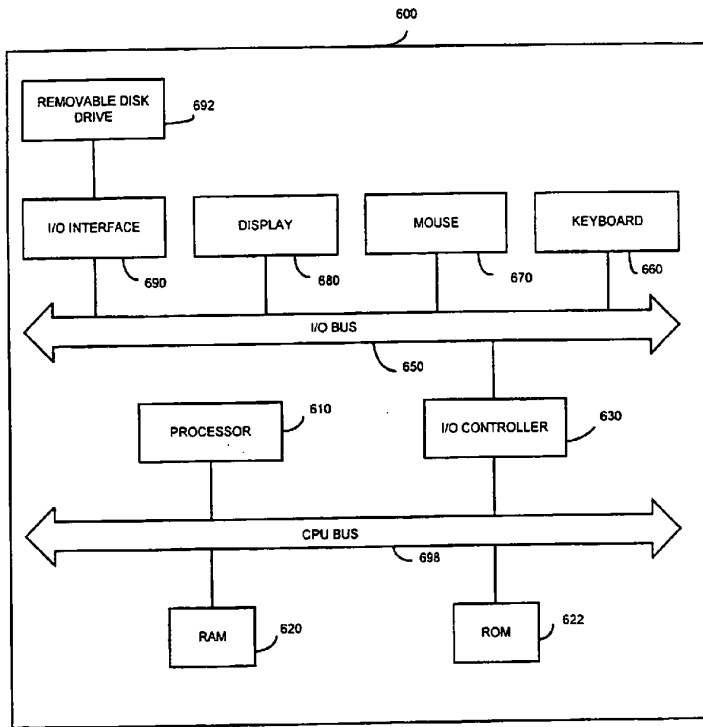 600
REMOVABLE DISK
DRIVE
692
I/O INTERFACE
690
DISPLAY
680
MOUSE
670
KEYBOARD
660
I/O BUS
650
PROCESSOR
610
I/O CONTROLLER
630
CPU BUS
698
RAM
620
ROM
622